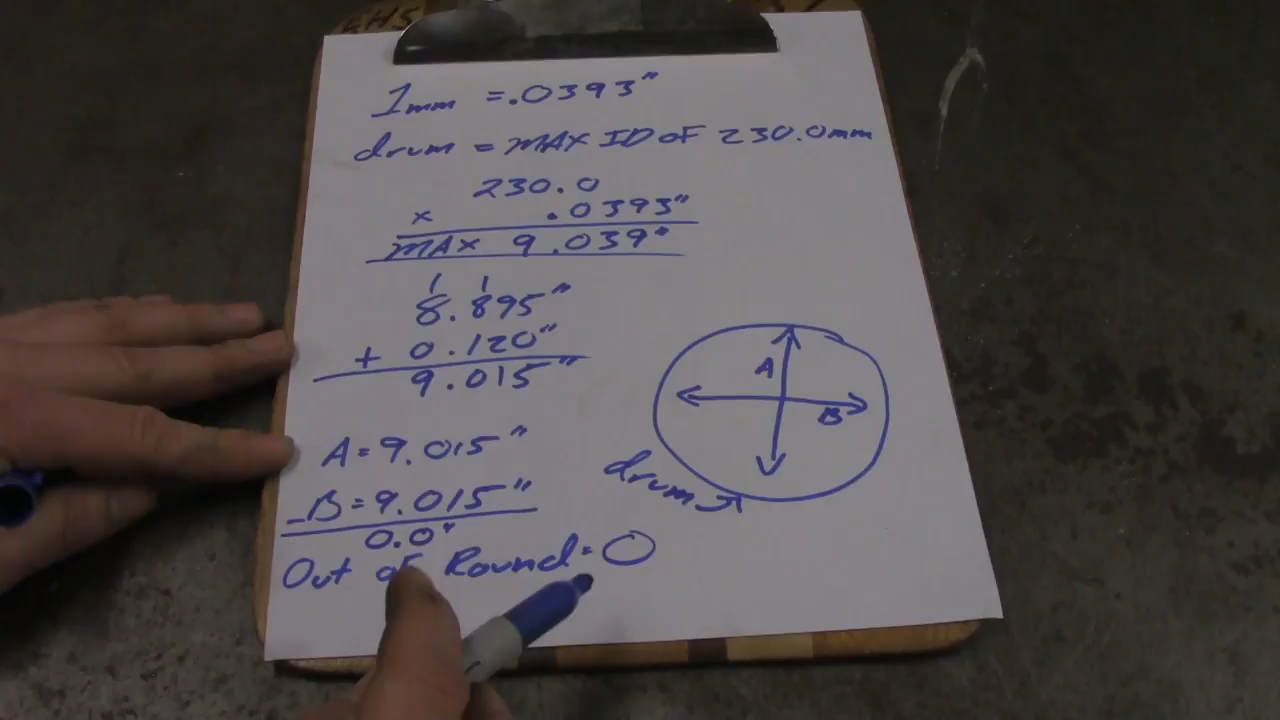 1mm = .0393"
drum = MAX ID of 230.0mm
230.0
x .0393"
MAX 9.039"
1 1
8.895"
+ 0.120"
9.015"
A
B
drum
A = 9.015"
- B = 9.015"
0.0"
Out of Round = 0